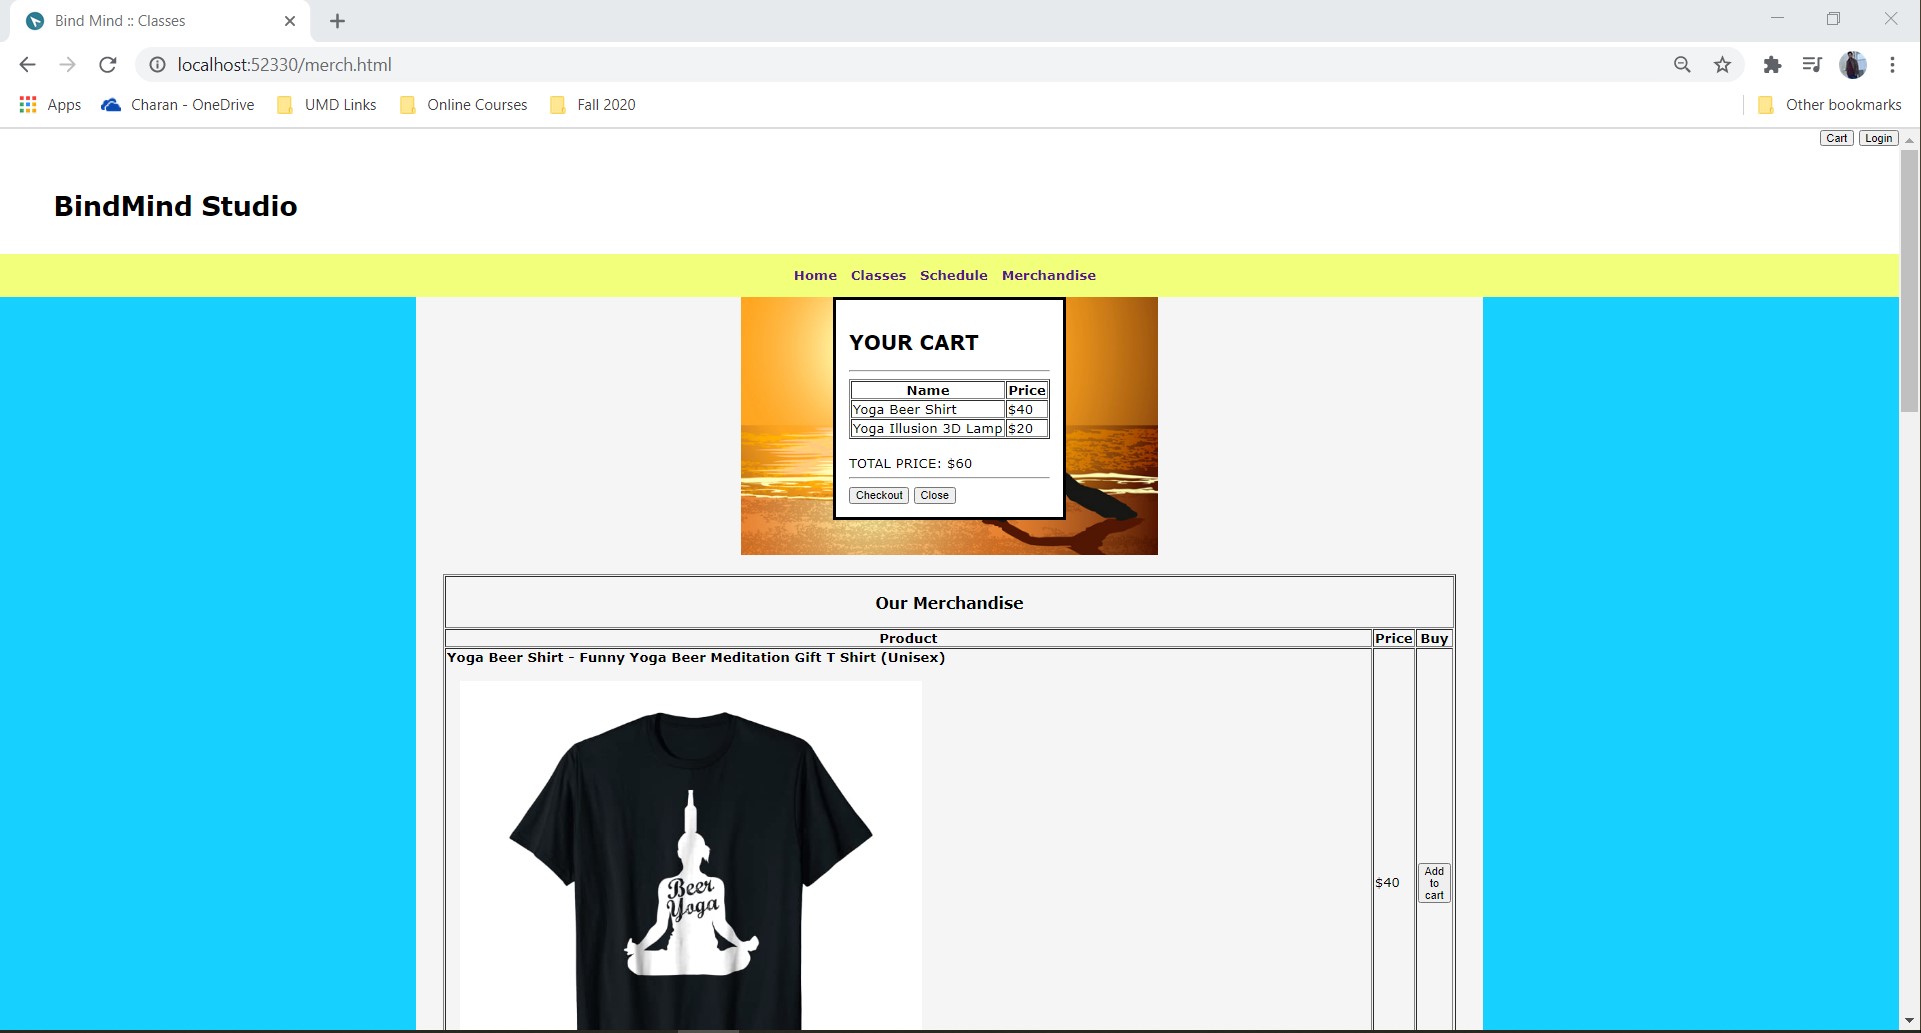 Bind Mind :: Classes
localhost:52330/merch.html
Apps Charan - OneDrive UMD Links Online Courses Fall 2020 Other bookmarks
Cart Login
BindMind Studio
Home Classes Schedule Merchandise
YOUR CART
Name Price
Yoga Beer Shirt $40
Yoga Illusion 3D Lamp $20
TOTAL PRICE: $60
Checkout Close
Our Merchandise
Product Price Buy
Yoga Beer Shirt - Funny Yoga Beer Meditation Gift T Shirt (Unisex)
Beer
Yoga
$40
Add
to
cart